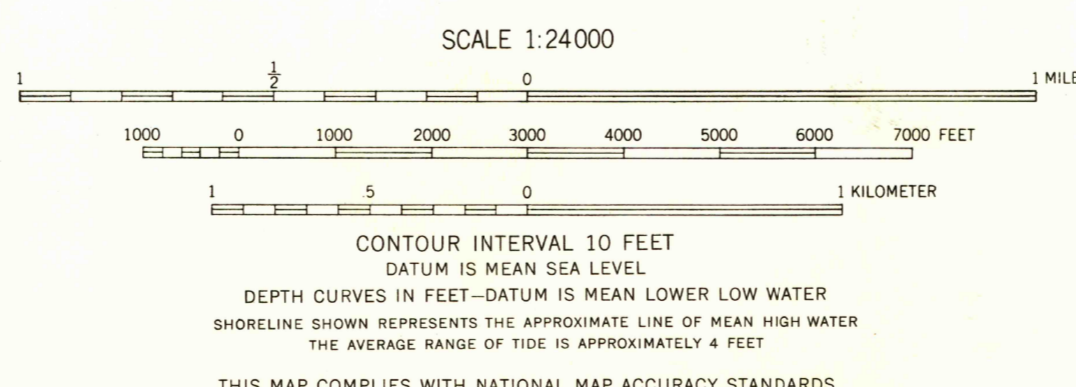 SCALE 1:24000
1 1/2 0 1 MILE
1000 0 1000 2000 3000 4000 5000 6000 7000 FEET
1 .5 0 1 KILOMETER
CONTOUR INTERVAL 10 FEET
DATUM IS MEAN SEA LEVEL
DEPTH CURVES IN FEET—DATUM IS MEAN LOWER LOW WATER
SHORELINE SHOWN REPRESENTS THE APPROXIMATE LINE OF MEAN HIGH WATER
THE AVERAGE RANGE OF TIDE IS APPROXIMATELY 4 FEET
THIS MAP COMPLIES WITH NATIONAL MAP ACCURACY STANDARDS